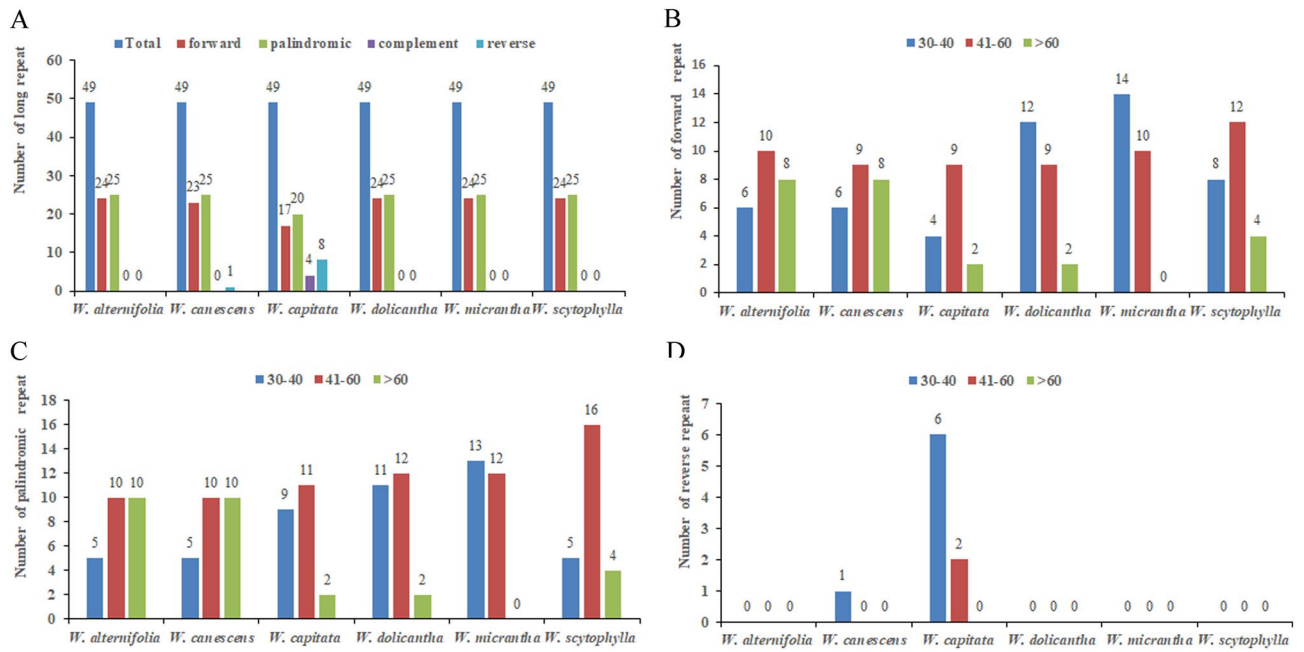 A
Total forward palindromic complement reverse
Number of long repeat
60
50
40
30
20
10
0
49 24 25 0 0
49 23 25 0 1
49 17 20 4 8
49 24 25 0 0
49 24 25 0 0
49 24 25 0 0
W. alternifolia W. canescens W. capitata W. dolicantha W. micrantha W. scytophylla
B
30-40 41-60 >60
Number of forward repeat
16
14
12
10
8
6
4
2
0
6 10 8
6 9 8
4 9 2
12 9 2
14 10 0
8 12 4
W. alternifolia W. canescens W. capitata W. dolicantha W. micrantha W. scytophylla
C
30-40 41-60 >60
Number of palindromic repeat
18
16
14
12
10
8
6
4
2
0
5 10 10
5 10 10
9 11 2
11 12 2
13 12 0
5 16 4
W. alternifolia W. canescens W. capitata W. dolicantha W. micrantha W. scytophylla
D
30-40 41-60 >60
Number of reverse repeaat
7
6
5
4
3
2
1
0
0 0 0
1 0 0
6 2 0
0 0 0
0 0 0
0 0 0
W. alternifolia W. canescens W. capitata W. dolicantha W. micrantha W. scytophylla